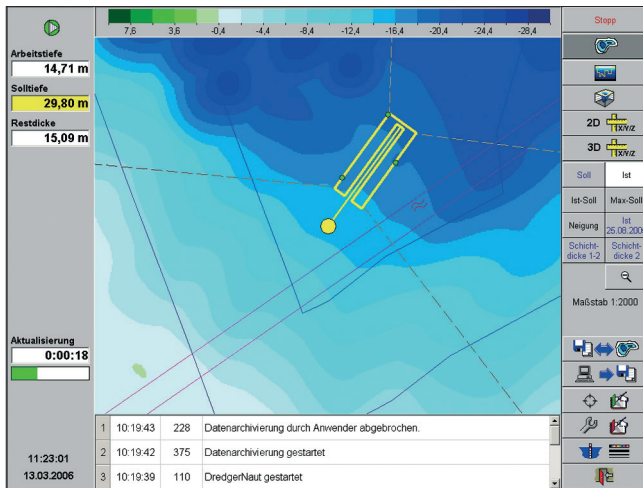 7,6 3,6 -0,4 -4,4 -8,4 -12,4 -16,4 -20,4 -24,4 -28,4
Arbeitstiefe
14,71 m
Solltiefe
29,80 m
Restdicke
15,09 m
Aktualisierung
0:00:18
11:23:01
13.03.2006
1 10:19:43 228 Datenarchivierung durch Anwender abgebrochen.
2 10:19:42 375 Datenarchivierung gestartet
3 10:19:39 110 DredgerNaut gestartet
Stopp
2D X/Y/Z
3D X/Y/Z
Soll Ist
Ist-Soll Max-Soll
Neigung Ist
Schicht-
dicke 1-2
Schicht-
dicke 2
Maßstab 1:2000